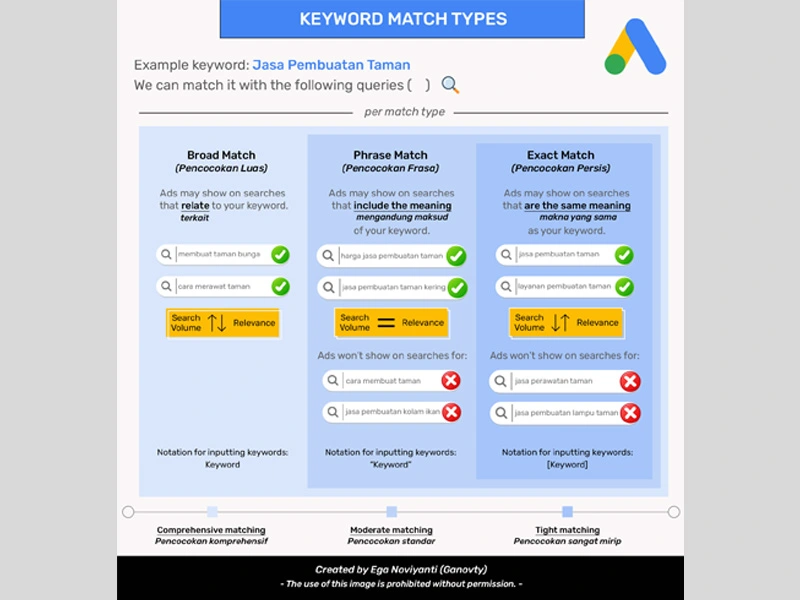 KEYWORD MATCH TYPES
Example keyword: Jasa Pembuatan Taman
We can match it with the following queries ( )
per match type
Broad Match
(Pencocokan Luas)
Ads may show on searches
that relate to your keyword.
terkait
membuat taman bunga
cara merawat taman
Search
Volume
↑↓
Relevance
Notation for inputting keywords:
Keyword
Phrase Match
(Pencocokan Frasa)
Ads may show on searches
that include the meaning
mengandung maksud
of your keyword.
harga jasa pembuatan taman
jasa pembuatan taman kering
Search
Volume
=
Relevance
Ads won't show on searches for:
cara membuat taman
jasa pembuatan kolam ikan
Notation for inputting keywords:
"Keyword"
Exact Match
(Pencocokan Persis)
Ads may show on searches
that are the same meaning
makna yang sama
as your keyword.
jasa pembuatan taman
layanan pembuatan taman
Search
Volume
↓↑
Relevance
Ads won't show on searches for:
jasa perawatan taman
jasa pembuatan lampu taman
Notation for inputting keywords:
[Keyword]
Comprehensive matching
Pencocokan komprehensif
Moderate matching
Pencocokan standar
Tight matching
Pencocokan sangat mirip
Created by Ega Noviyanti (Ganovty)
- The use of this image is prohibited without permission. -